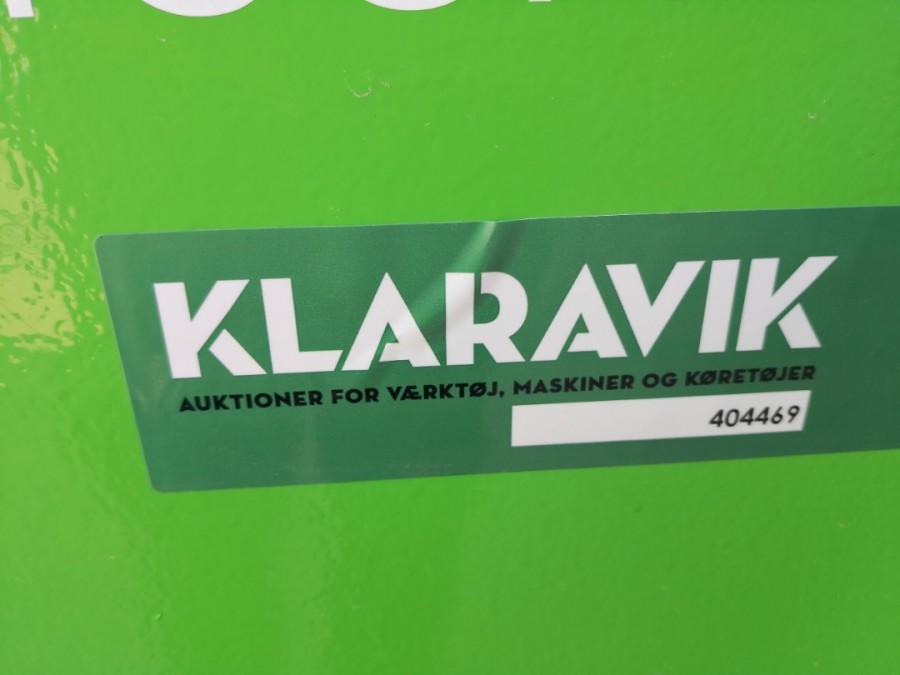 KLARAVIK
AUKTIONER FOR VÆRKTØJ, MASKINER OG KØRETØJER
404469